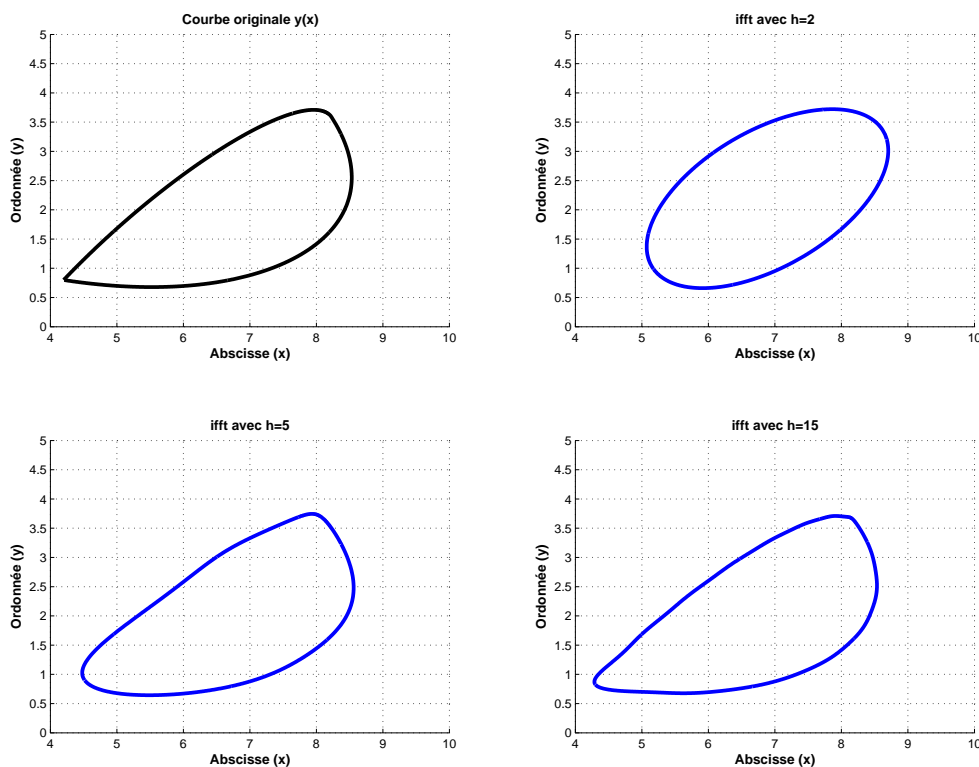 Courbe originale y(x)
5
4.5
4
3.5
3
2.5
2
1.5
1
0.5
0
4 5 6 7 8 9 10
Ordonnée (y)
Abscisse (x)
ifft avec h=2
5
4.5
4
3.5
3
2.5
2
1.5
1
0.5
0
4 5 6 7 8 9 10
Ordonnée (y)
Abscisse (x)
ifft avec h=5
5
4.5
4
3.5
3
2.5
2
1.5
1
0.5
0
4 5 6 7 8 9 10
Ordonnée (y)
Abscisse (x)
ifft avec h=15
5
4.5
4
3.5
3
2.5
2
1.5
1
0.5
0
4 5 6 7 8 9 10
Ordonnée (y)
Abscisse (x)